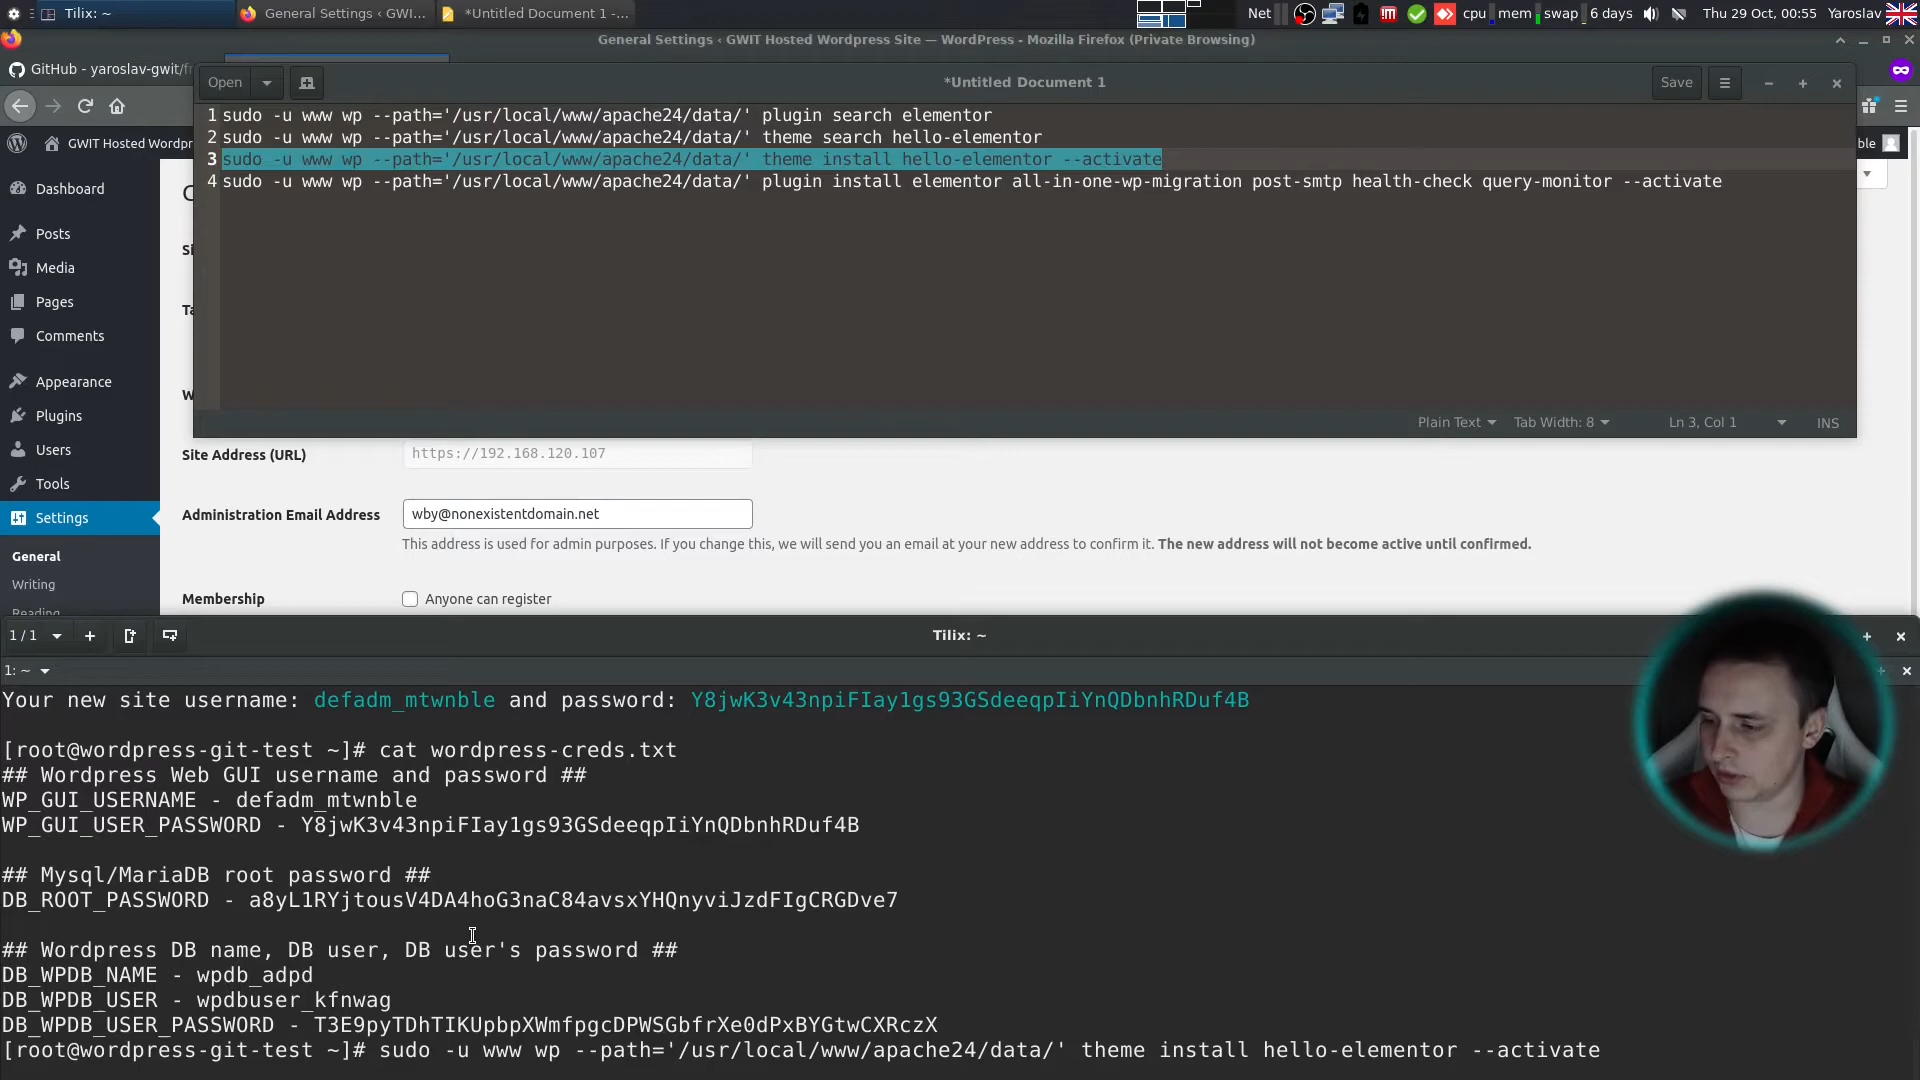 Tilix: ~
General Settings ‹ GWI...
*Untitled Document 1 -...
Net
cpu
mem
swap
6 days
Thu 29 Oct, 00:55
Yaroslav
General Settings ‹ GWIT Hosted Wordpress Site — WordPress - Mozilla Firefox (Private Browsing)
GitHub - yaroslav-gwit/
Open
*Untitled Document 1
Save
GWIT Hosted Wordpr
ble
1 sudo -u www wp --path='/usr/local/www/apache24/data/' plugin search elementor
2 sudo -u www wp --path='/usr/local/www/apache24/data/' theme search hello-elementor
3 sudo -u www wp --path='/usr/local/www/apache24/data/' theme install hello-elementor --activate
4 sudo -u www wp --path='/usr/local/www/apache24/data/' plugin install elementor all-in-one-wp-migration post-smtp health-check query-monitor --activate
Plain Text
Tab Width: 8
Ln 3, Col 1
INS
Dashboard
Posts
Media
Pages
Comments
Appearance
Plugins
Users
Tools
Settings
General
Writing
Reading
Si
Ta
W
Site Address (URL)
https://192.168.120.107
Administration Email Address
wby@nonexistentdomain.net
This address is used for admin purposes. If you change this, we will send you an email at your new address to confirm it. The new address will not become active until confirmed.
Membership
Anyone can register
1 / 1
Tilix: ~
1: ~
Your new site username: defadm_mtwnble and password: Y8jwK3v43npiFIay1gs93GSdeeqpIiYnQDbnhRDuf4B
[root@wordpress-git-test ~]# cat wordpress-creds.txt
## Wordpress Web GUI username and password ##
WP_GUI_USERNAME - defadm_mtwnble
WP_GUI_USER_PASSWORD - Y8jwK3v43npiFIay1gs93GSdeeqpIiYnQDbnhRDuf4B
## Mysql/MariaDB root password ##
DB_ROOT_PASSWORD - a8yL1RYjtousV4DA4hoG3naC84avsxYHQnyviJzdFIgCRGDve7
## Wordpress DB name, DB user, DB user's password ##
DB_WPDB_NAME - wpdb_adpd
DB_WPDB_USER - wpdbuser_kfnwag
DB_WPDB_USER_PASSWORD - T3E9pyTDhTIKUpbpXWmfpgcDPWSGbfrXe0dPxBYGtwCXRczX
[root@wordpress-git-test ~]# sudo -u www wp --path='/usr/local/www/apache24/data/' theme install hello-elementor --activate